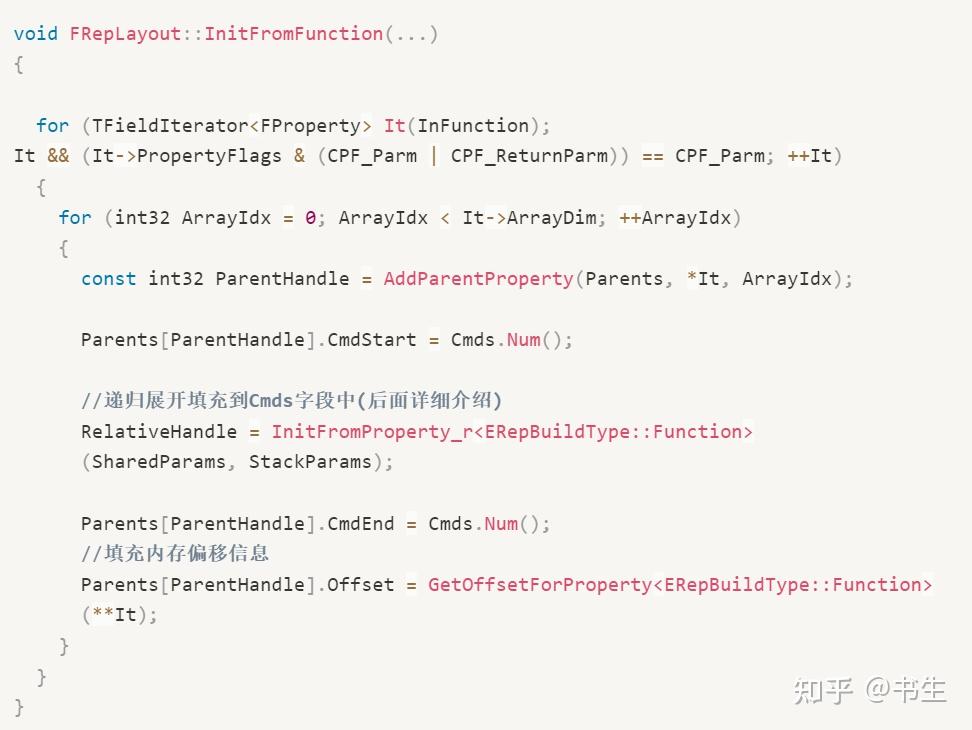 void FRepLayout::InitFromFunction(...)
{
for (TFieldIterator<FProperty> It(InFunction);
It && (It->PropertyFlags & (CPF_Parm | CPF_ReturnParm)) == CPF_Parm; ++It)
{
for (int32 ArrayIdx = 0; ArrayIdx < It->ArrayDim; ++ArrayIdx)
{
const int32 ParentHandle = AddParentProperty(Parents, *It, ArrayIdx);
Parents[ParentHandle].CmdStart = Cmds.Num();
//递归展开填充到Cmds字段中(后面详细介绍)
RelativeHandle = InitFromProperty_r<ERepBuildType::Function>
(SharedParams, StackParams);
Parents[ParentHandle].CmdEnd = Cmds.Num();
//填充内存偏移信息
Parents[ParentHandle].Offset = GetOffsetForProperty<ERepBuildType::Function>
(**It);
}
}
}
知乎 @书生